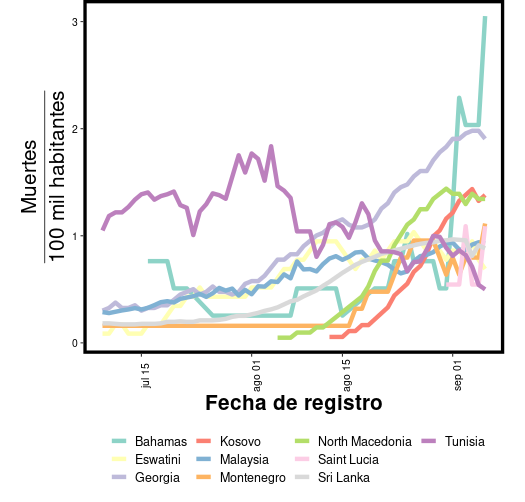 3
2
1
0
Muertes
100 mil habitantes
jul 15
ago 01
ago 15
sep 01
Fecha de registro
Bahamas Kosovo North Macedonia Tunisia
Eswatini Malaysia Saint Lucia
Georgia Montenegro Sri Lanka